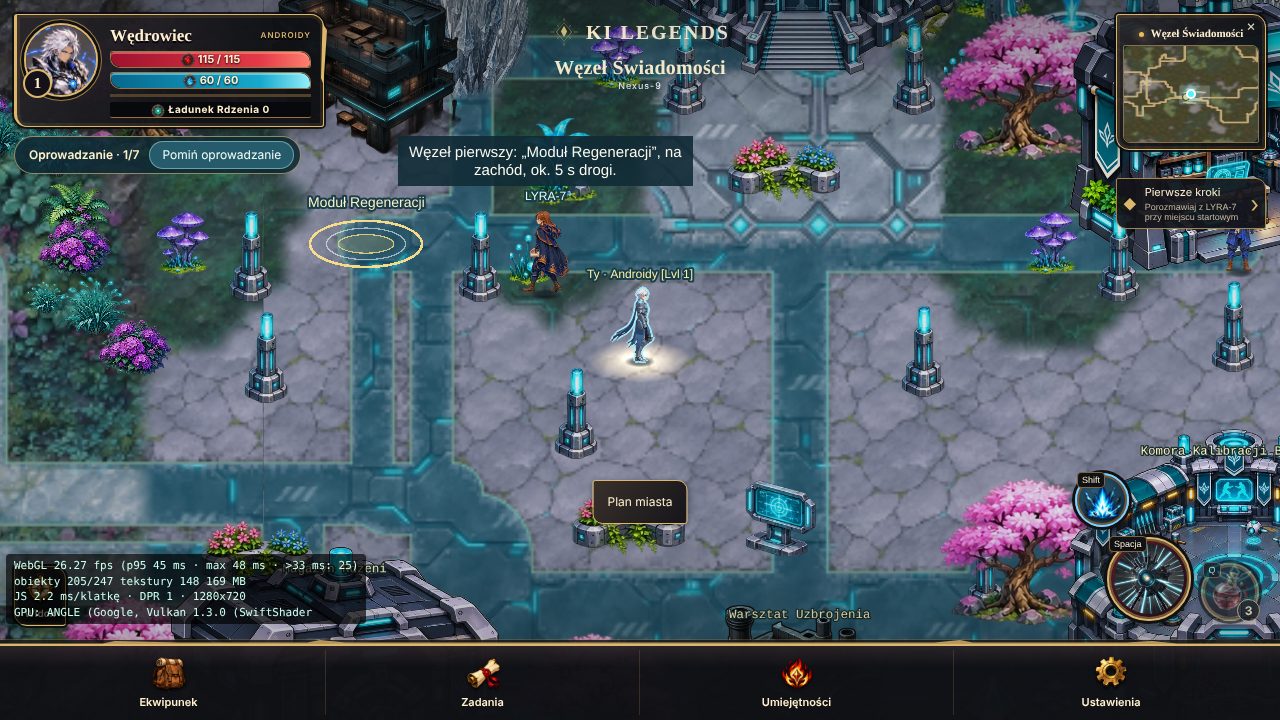 Wędrowiec
ANDROIDY
115 / 115
60 / 60
1
Ładunek Rdzenia 0
Oprowadzanie · 1/7
Pomiń oprowadzanie
KI LEGENDS
Węzeł Świadomości
Nexus-9
Węzeł Świadomości
×
Pierwsze kroki
Porozmawiaj z LYRA-7
przy miejscu startowym
Węzeł pierwszy: „Moduł Regeneracji”, na
zachód, ok. 5 s drogi.
LYRA-7
Moduł Regeneracji
Ty · Androidy [Lvl 1]
Komora Kalibracji B
Shift
Plan miasta
Spacja
Q
3
WebGL 26.27 fps (p95 45 ms · max 48 ms · >33 ms: 25)
obiekty 205/247 tekstury 148 169 MB
JS 2.2 ms/klatkę · DPR 1 · 1280x720
GPU: ANGLE (Google, Vulkan 1.3.0 (SwiftShader
Warsztat Uzbrojenia
Ekwipunek
Zadania
Umiejętności
Ustawienia